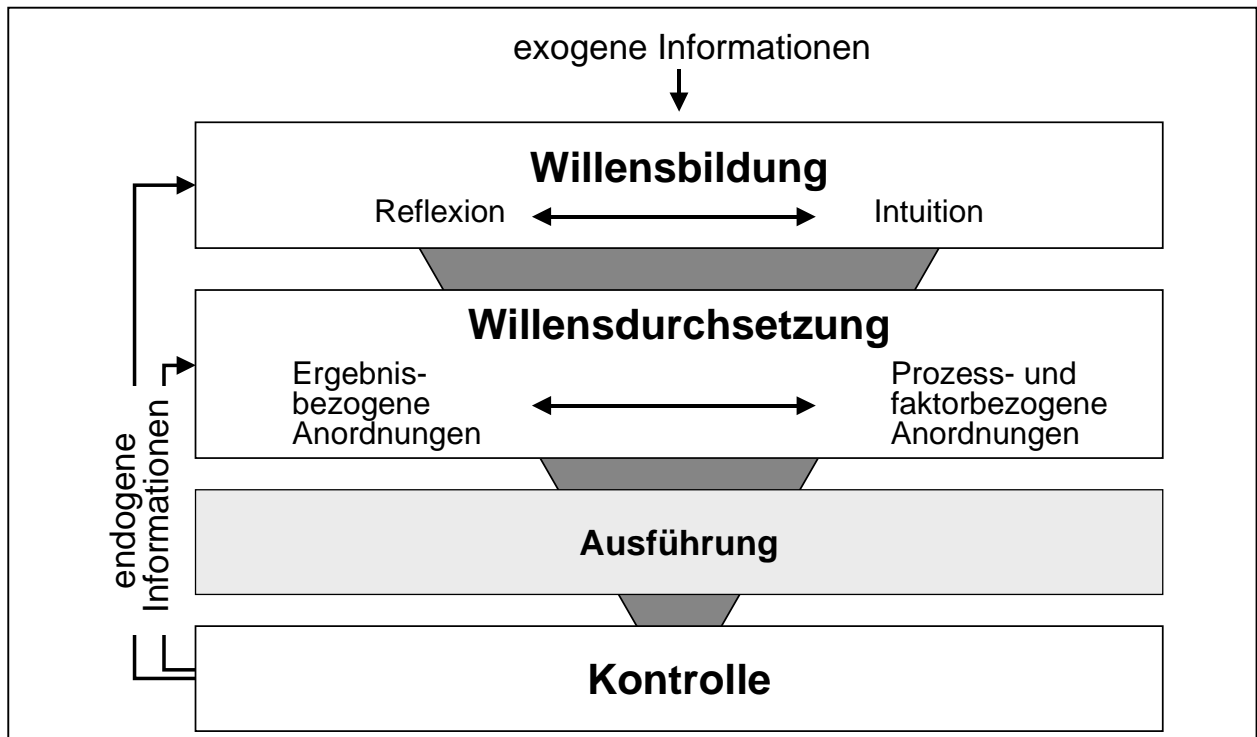 exogene Informationen
Willensbildung
Reflexion
Intuition
Willensdurchsetzung
Ergebnis-
bezogene
Anordnungen
Prozess- und
faktorbezogene
Anordnungen
endogene
Informationen
Ausführung
Kontrolle